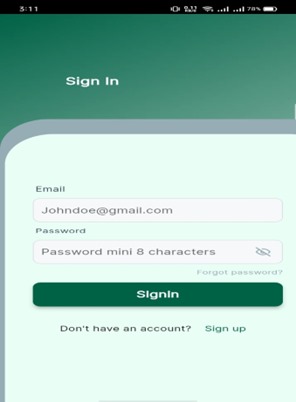 3:11
78%
Sign In
Email
Johndoe@gmail.com
Password
Password mini 8 characters
Forgot password?
SignIn
Don't have an account? Sign up